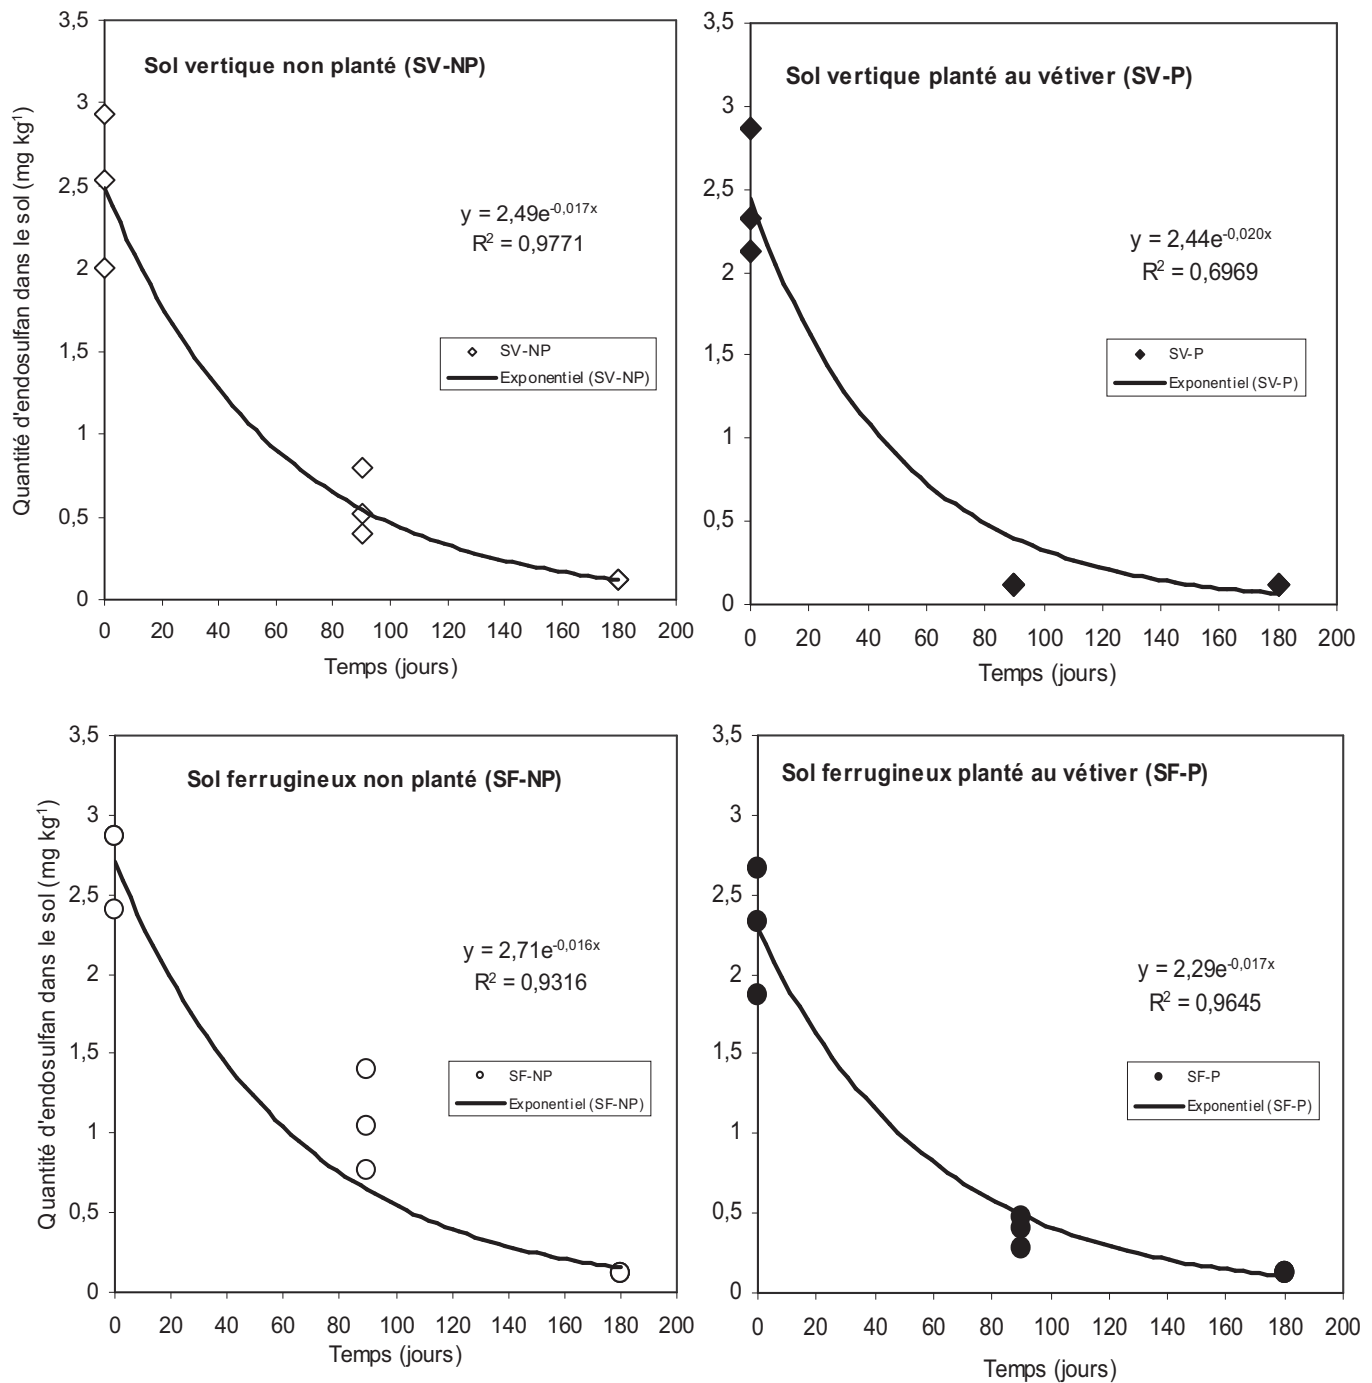 Sol vertique non planté (SV-NP)
Quantité d'endosulfan dans le sol (mg kg¹)
3,5
3
2,5
2
1,5
1
0,5
0
y = 2,49e^-0,017x
R² = 0,9771
SV-NP
Exponentiel (SV-NP)
0 20 40 60 80 100 120 140 160 180 200
Temps (jours)
Sol vertique planté au vétiver (SV-P)
3,5
3
2,5
2
1,5
1
0,5
0
y = 2,44e^-0,020x
R² = 0,6969
SV-P
Exponentiel (SV-P)
0 20 40 60 80 100 120 140 160 180 200
Temps (jours)
Sol ferrugineux non planté (SF-NP)
Quantité d'endosulfan dans le sol (mg kg¹)
3,5
3
2,5
2
1,5
1
0,5
0
y = 2,71e^-0,016x
R² = 0,9316
SF-NP
Exponentiel (SF-NP)
0 20 40 60 80 100 120 140 160 180 200
Temps (jours)
Sol ferrugineux planté au vétiver (SF-P)
3,5
3
2,5
2
1,5
1
0,5
0
y = 2,29e^-0,017x
R² = 0,9645
SF-P
Exponentiel (SF-P)
0 20 40 60 80 100 120 140 160 180 200
Temps (jours)